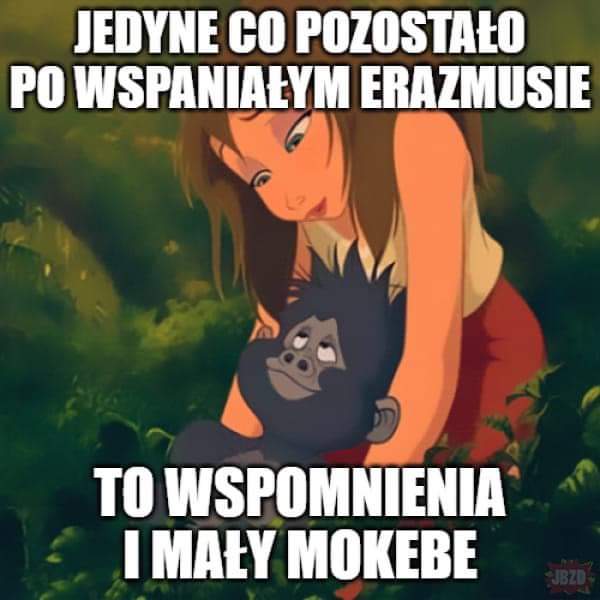 JEDYNE CO POZOSTAŁO
PO WSPANIAŁYM ERAZMUSIE
TO WSPOMNIENIA
I MAŁY MOKEBE
JBZD